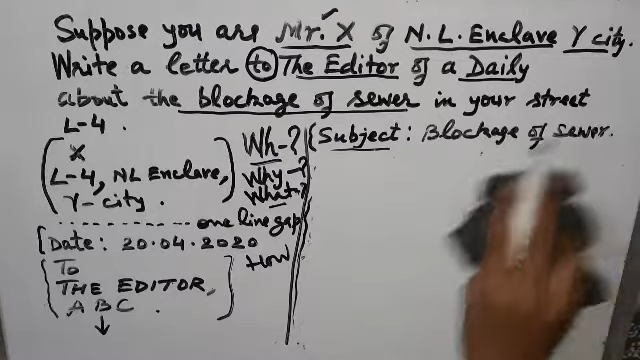 Suppose you are Mr. X of N.L. Enclave Y city.
Write a letter to The Editor of a Daily
about the blockage of sewer in your street
L-4.
X
L-4, NL Enclave,
Y-city.
one line gap
Date: 20.04.2020
To
THE EDITOR,
ABC.
Wh-?
Why-?
What-?
How
Subject: Blockage of sewer.